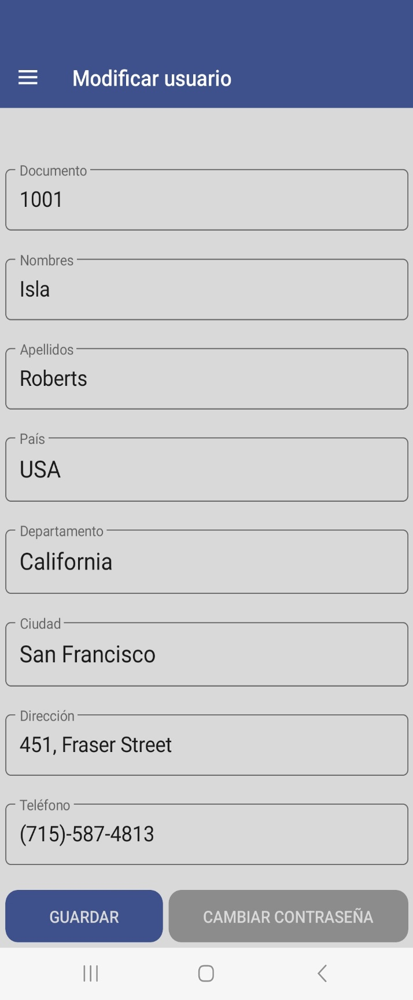 Modificar usuario
Documento
1001
Nombres
Isla
Apellidos
Roberts
País
USA
Departamento
California
Ciudad
San Francisco
Dirección
451, Fraser Street
Teléfono
(715)-587-4813
GUARDAR CAMBIAR CONTRASEÑA